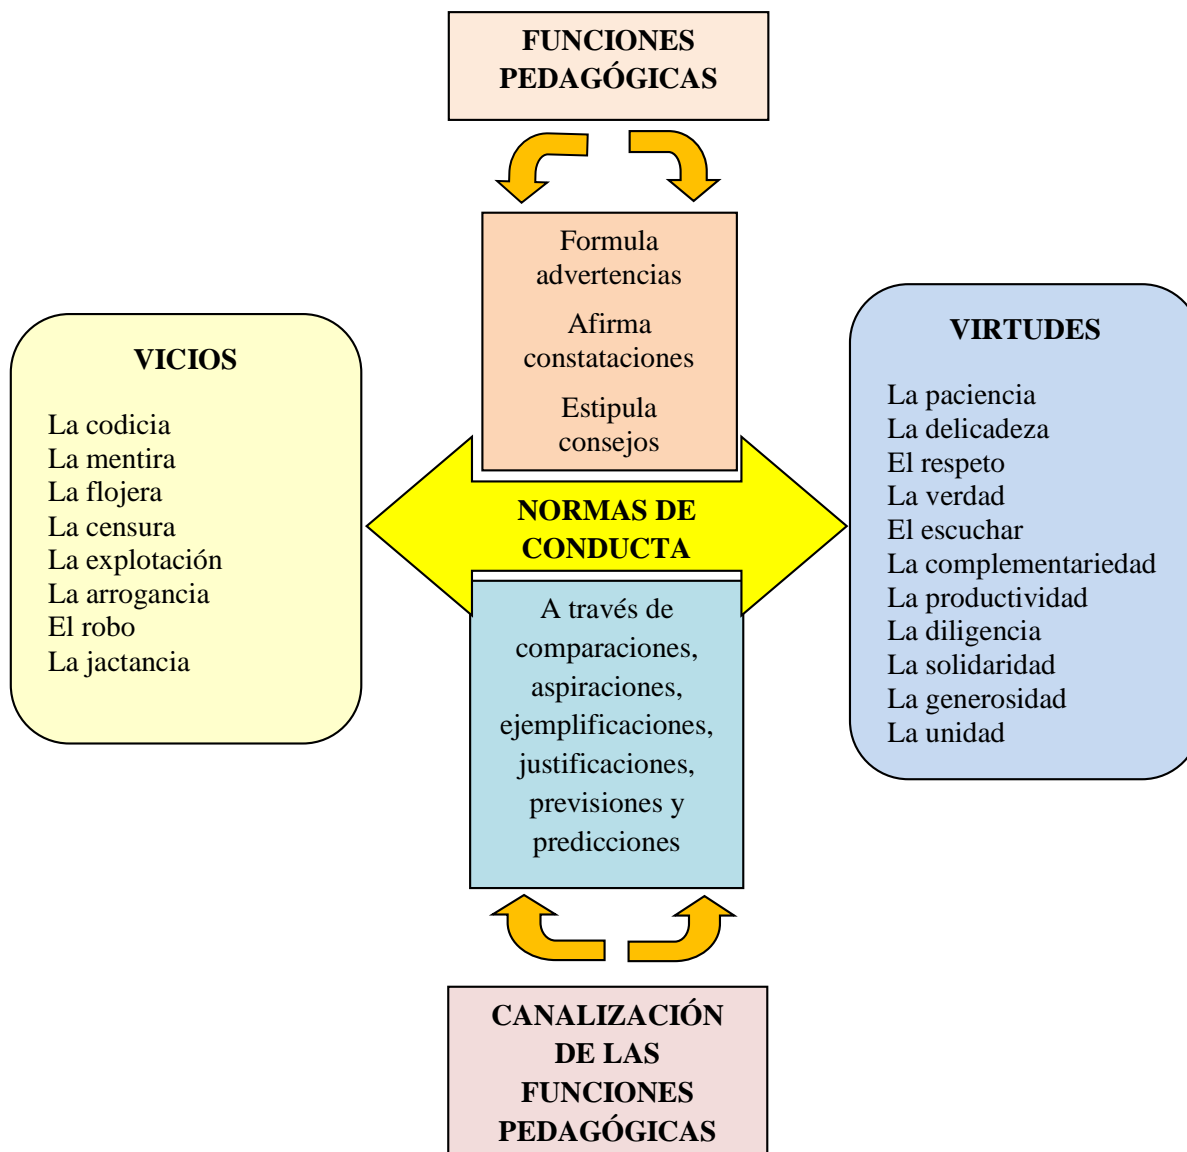 FUNCIONES
PEDAGÓGICAS
Formula
advertencias
Afirma
constataciones
Estipula
consejos
VICIOS
La codicia
La mentira
La flojera
La censura
La explotación
La arrogancia
El robo
La jactancia
NORMAS DE
CONDUCTA
VIRTUDES
La paciencia
La delicadeza
El respeto
La verdad
El escuchar
La complementariedad
La productividad
La diligencia
La solidaridad
La generosidad
La unidad
A través de
comparaciones,
aspiraciones,
ejemplificaciones,
justificaciones,
previsiones y
predicciones
CANALIZACIÓN
DE LAS
FUNCIONES
PEDAGÓGICAS